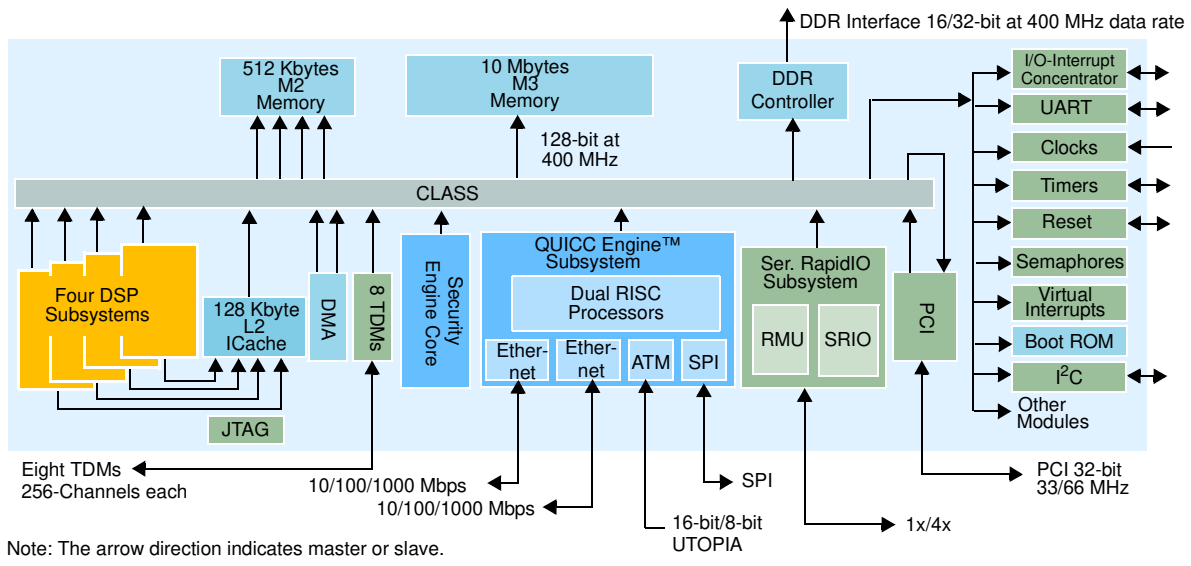 DDR Interface 16/32-bit at 400 MHz data rate
512 Kbytes
M2
Memory
10 Mbytes
M3
Memory
DDR
Controller
I/O-Interrupt
Concentrator
UART
128-bit at
400 MHz
Clocks
CLASS
Timers
Reset
Semaphores
Virtual
Interrupts
Boot ROM
I²C
Other
Modules
Four DSP
Subsystems
128 Kbyte
L2
ICache
DMA
8 TDMs
Security
Engine Core
QUICC Engine™
Subsystem
Dual RISC
Processors
Ether-
net
Ether-
net
ATM
SPI
Ser. RapidIO
Subsystem
RMU
SRIO
PCI
JTAG
Eight TDMs
256-Channels each
10/100/1000 Mbps
10/100/1000 Mbps
SPI
PCI 32-bit
33/66 MHz
16-bit/8-bit
UTOPIA
1x/4x
Note: The arrow direction indicates master or slave.